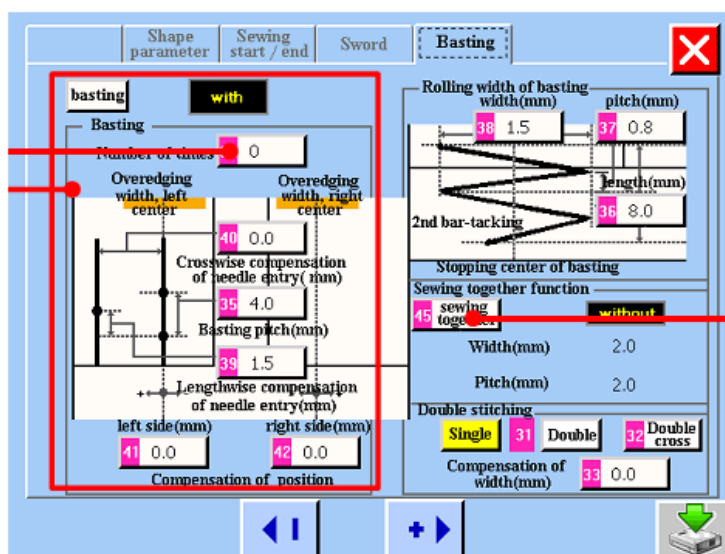 Shape
parameter
Sewing
start / end
Sword
Basting
basting
with
Basting
Number of times
0
Overedging
width, left
center
Overedging
width, right
center
40 0.0
Crosswise compensation
of needle entry( mm)
35 4.0
Basting pitch(mm)
39 1.5
Lengthwise compensation
of needle entry(mm)
left side(mm)
right side(mm)
41 0.0
42 0.0
Compensation of position
Rolling width of basting
width(mm)
pitch(mm)
38 1.5
37 0.8
length(mm)
36 8.0
2nd bar-tacking
Stopping center of basting
Sewing together function
45 sewing
together
without
Width(mm) 2.0
Pitch(mm) 2.0
Double stitching
Single
31 Double
32 Double
cross
Compensation of
width(mm)
33 0.0